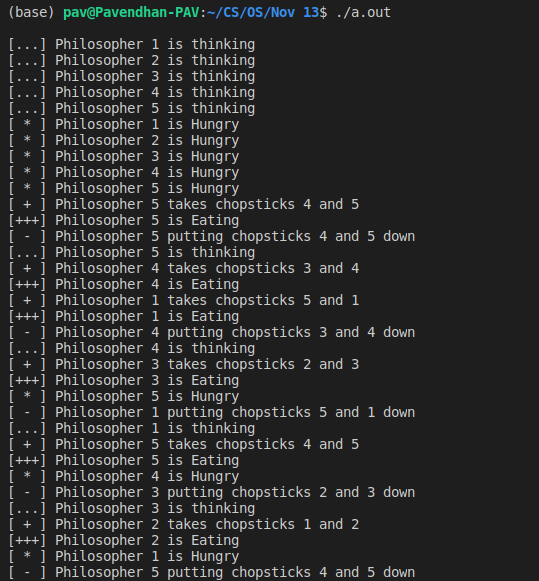 (base) pav@Pavendhan-PAV:~/CS/OS/Nov 13$ ./a.out
[...] Philosopher 1 is thinking
[...] Philosopher 2 is thinking
[...] Philosopher 3 is thinking
[...] Philosopher 4 is thinking
[...] Philosopher 5 is thinking
[ * ] Philosopher 1 is Hungry
[ * ] Philosopher 2 is Hungry
[ * ] Philosopher 3 is Hungry
[ * ] Philosopher 4 is Hungry
[ * ] Philosopher 5 is Hungry
[ + ] Philosopher 5 takes chopsticks 4 and 5
[+++] Philosopher 5 is Eating
[ - ] Philosopher 5 putting chopsticks 4 and 5 down
[...] Philosopher 5 is thinking
[ + ] Philosopher 4 takes chopsticks 3 and 4
[+++] Philosopher 4 is Eating
[ + ] Philosopher 1 takes chopsticks 5 and 1
[+++] Philosopher 1 is Eating
[ - ] Philosopher 4 putting chopsticks 3 and 4 down
[...] Philosopher 4 is thinking
[ + ] Philosopher 3 takes chopsticks 2 and 3
[+++] Philosopher 3 is Eating
[ * ] Philosopher 5 is Hungry
[ - ] Philosopher 1 putting chopsticks 5 and 1 down
[...] Philosopher 1 is thinking
[ + ] Philosopher 5 takes chopsticks 4 and 5
[+++] Philosopher 5 is Eating
[ * ] Philosopher 4 is Hungry
[ - ] Philosopher 3 putting chopsticks 2 and 3 down
[...] Philosopher 3 is thinking
[ + ] Philosopher 2 takes chopsticks 1 and 2
[+++] Philosopher 2 is Eating
[ * ] Philosopher 1 is Hungry
[ - ] Philosopher 5 putting chopsticks 4 and 5 down